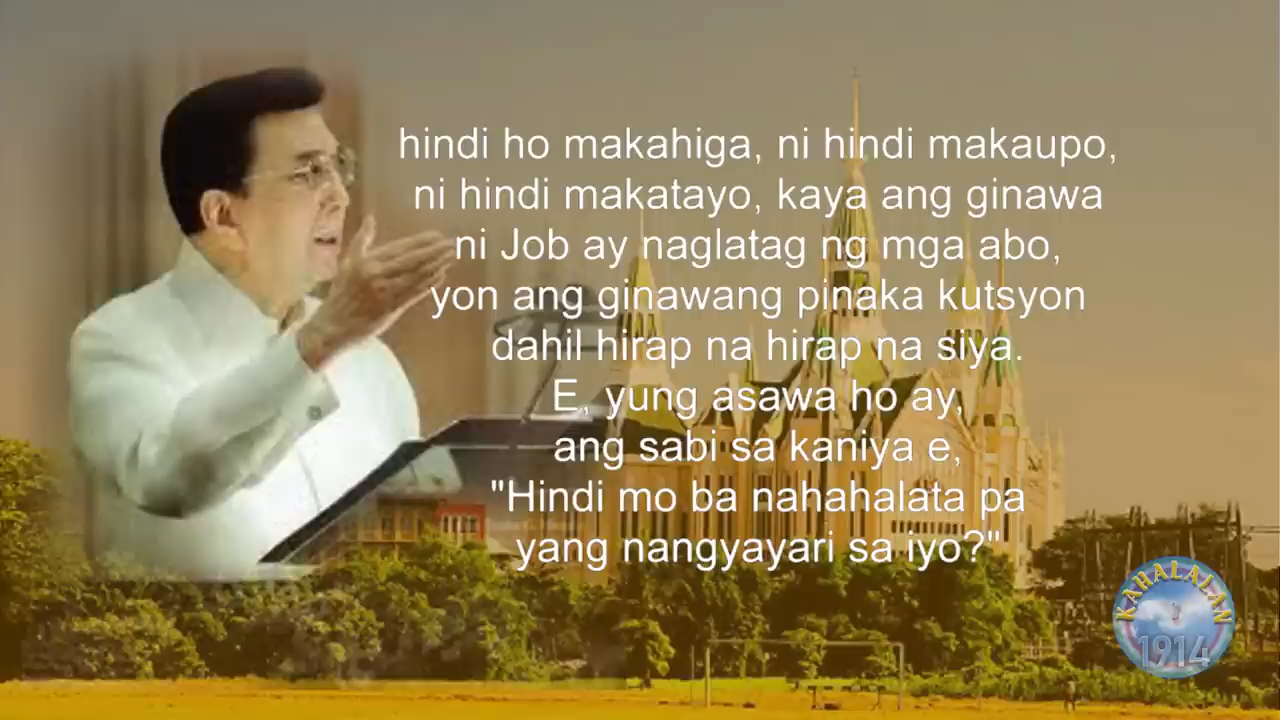 hindi ho makahiga, ni hindi makaupo,
ni hindi makatayo, kaya ang ginawa
ni Job ay naglatag ng mga abo,
yon ang ginawang pinaka kutsyon
dahil hirap na hirap na siya.
E, yung asawa ho ay,
ang sabi sa kaniya e,
"Hindi mo ba nahahalata pa
yang nangyayari sa iyo?"
KAHALALAN
1914